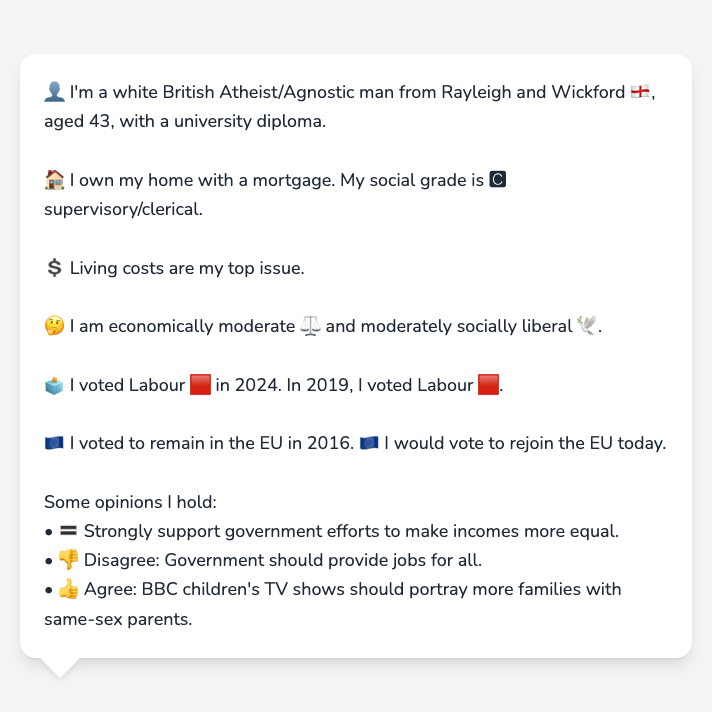 👤 I'm a white British Atheist/Agnostic man from Rayleigh and Wickford 🏴󠁧󠁢󠁥󠁮󠁧󠁿,
aged 43, with a university diploma.
🏠 I own my home with a mortgage. My social grade is 🅲
supervisory/clerical.
💲 Living costs are my top issue.
🤔 I am economically moderate ⚖️ and moderately socially liberal 🕊️.
🗳️ I voted Labour 🟥 in 2024. In 2019, I voted Labour 🟥.
🇪🇺 I voted to remain in the EU in 2016. 🇪🇺 I would vote to rejoin the EU today.
Some opinions I hold:
• 🟰 Strongly support government efforts to make incomes more equal.
• 👎 Disagree: Government should provide jobs for all.
• 👍 Agree: BBC children's TV shows should portray more families with
same-sex parents.